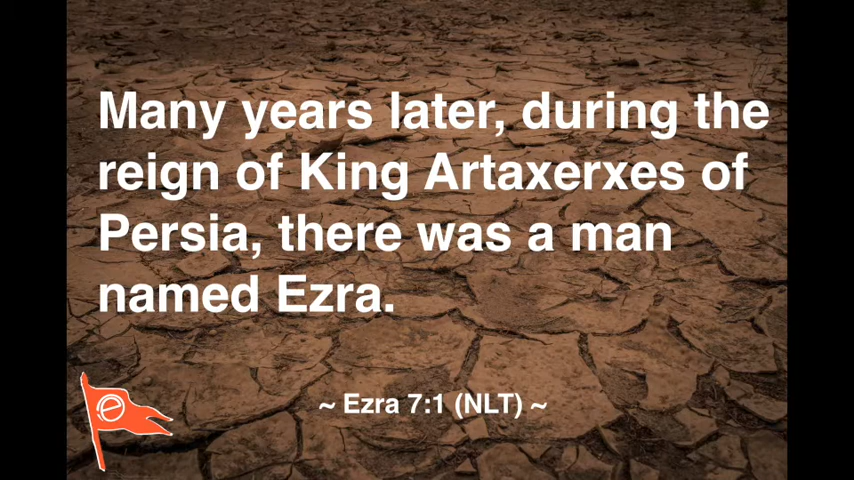 Many years later, during the
reign of King Artaxerxes of
Persia, there was a man
named Ezra.
~ Ezra 7:1 (NLT) ~
e